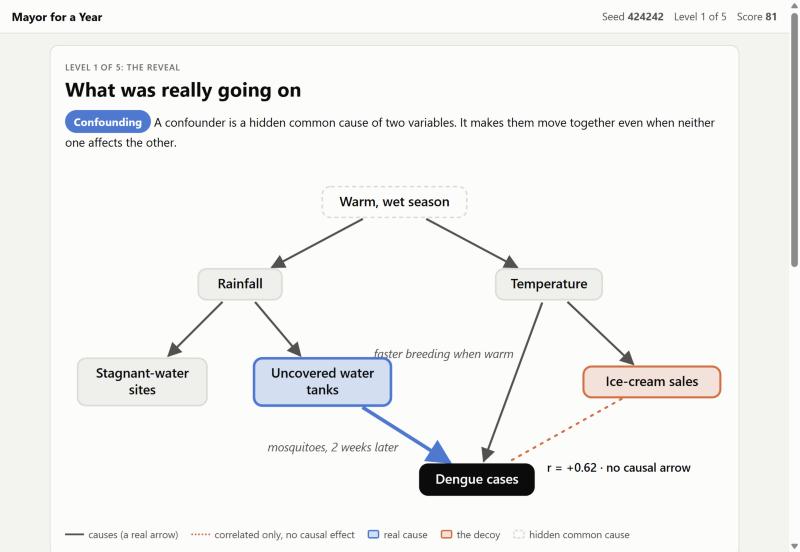 Mayor for a Year
Seed 424242 Level 1 of 5 Score 81
LEVEL 1 OF 5: THE REVEAL
What was really going on
Confounding A confounder is a hidden common cause of two variables. It makes them move together even when neither
one affects the other.
Warm, wet season
Rainfall
Temperature
faster breeding when warm
Stagnant-water
sites
Uncovered water
tanks
Ice-cream sales
mosquitoes, 2 weeks later
r = +0.62 · no causal arrow
Dengue cases
causes (a real arrow) correlated only, no causal effect real cause the decoy hidden common cause